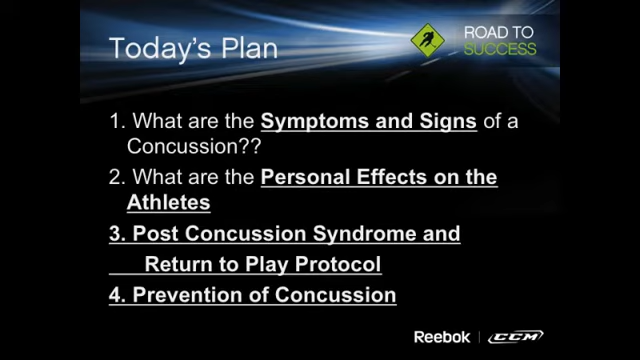 Today's Plan
ROAD TO
SUCCESS
1. What are the Symptoms and Signs of a
Concussion??
2. What are the Personal Effects on the
Athletes
3. Post Concussion Syndrome and
Return to Play Protocol
4. Prevention of Concussion
Reebok | CCM